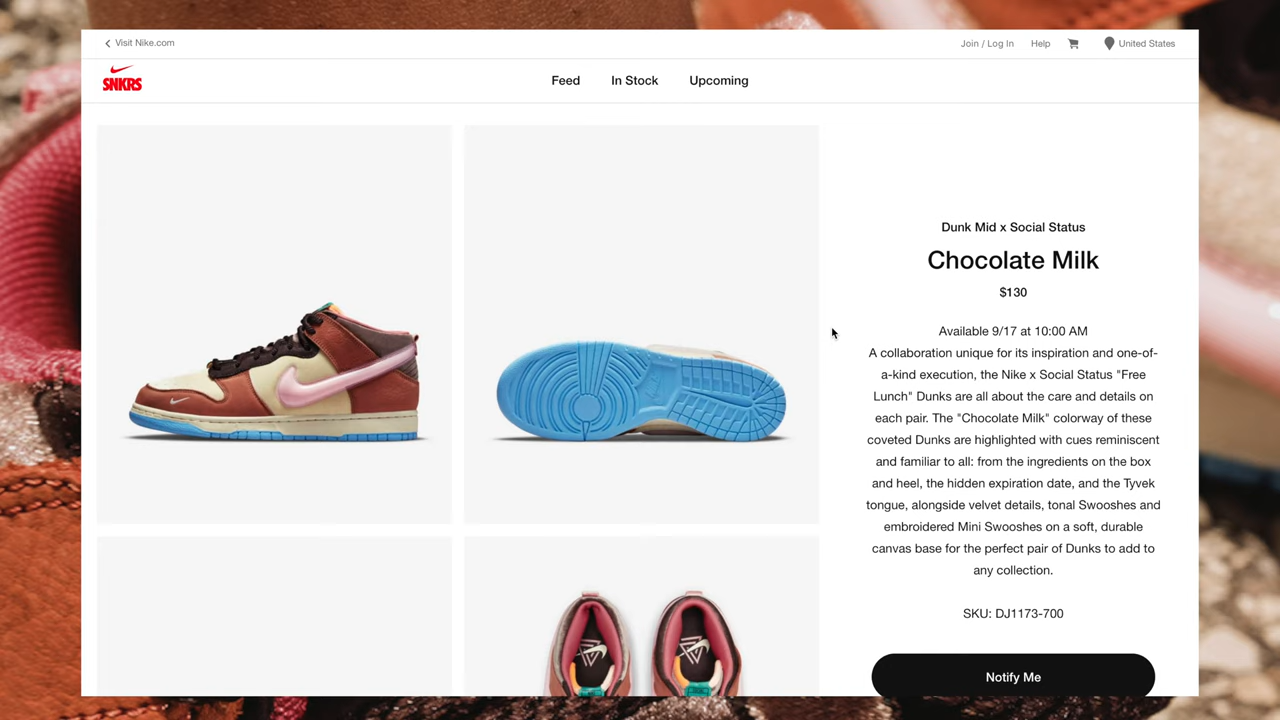 Visit Nike.com
Join / Log In Help United States
SNKRS
Feed In Stock Upcoming
Dunk Mid x Social Status
Chocolate Milk
$130
Available 9/17 at 10:00 AM
A collaboration unique for its inspiration and one-of-
a-kind execution, the Nike x Social Status "Free
Lunch" Dunks are all about the care and details on
each pair. The "Chocolate Milk" colorway of these
coveted Dunks are highlighted with cues reminiscent
and familiar to all: from the ingredients on the box
and heel, the hidden expiration date, and the Tyvek
tongue, alongside velvet details, tonal Swooshes and
embroidered Mini Swooshes on a soft, durable
canvas base for the perfect pair of Dunks to add to
any collection.
SKU: DJ1173-700
Notify Me